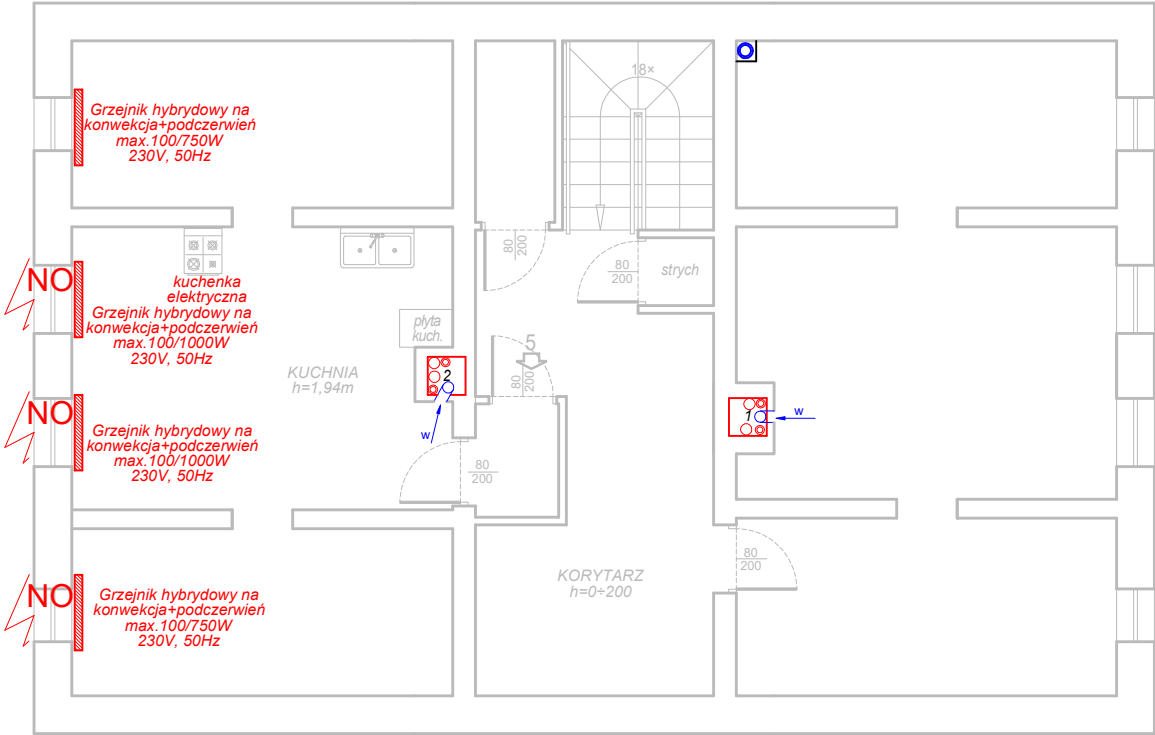 Grzejnik hybrydowy na
konwekcja+podczerwień
max.100/750W
230V, 50Hz
18×
80
200
80
200
strych
NO
kuchenka
elektryczna
Grzejnik hybrydowy na
konwekcja+podczerwień
max.100/1000W
230V, 50Hz
płyta
kuch.
5
80
200
KUCHNIA
h=1,94m
2
w
1
w
NO
Grzejnik hybrydowy na
konwekcja+podczerwień
max.100/1000W
230V, 50Hz
80
200
80
200
KORYTARZ
h=0÷200
NO
Grzejnik hybrydowy na
konwekcja+podczerwień
max.100/750W
230V, 50Hz